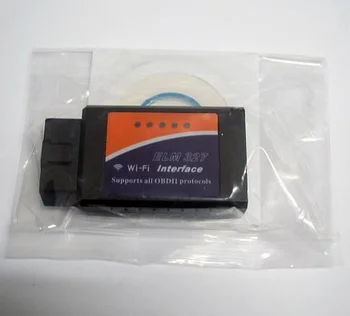 ELM 327
Wi-Fi Interface
Supports all OBDII protocols